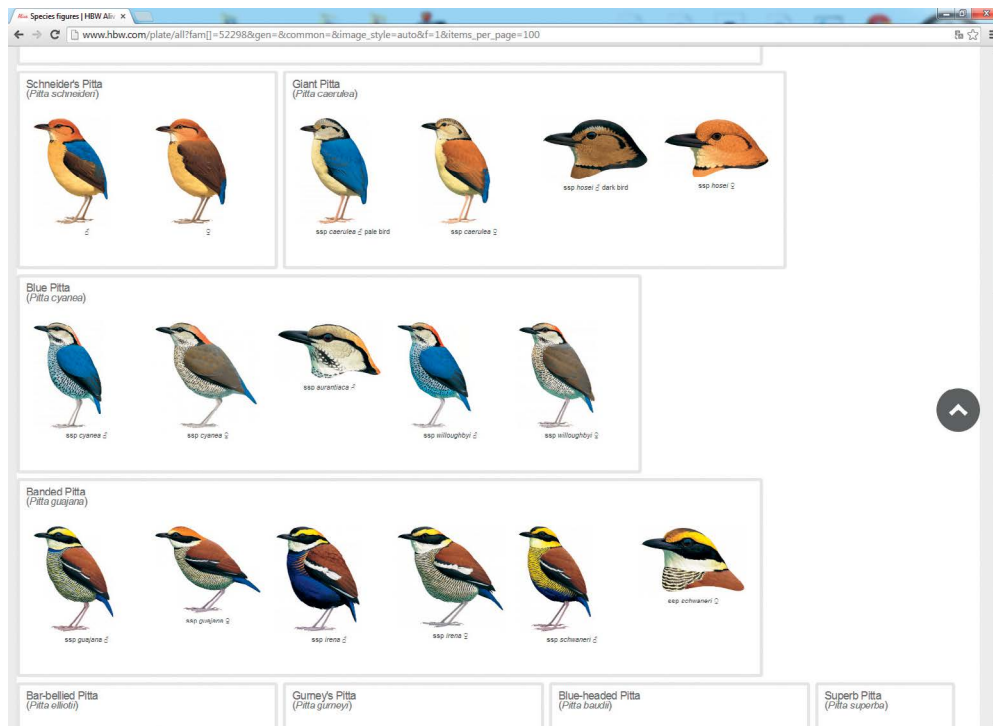 Species figures | HBW Aliv
www.hbw.com/plate/all?fam[]=52298&gen=&common=&image_style=auto&f=1&items_per_page=100
Schneider's Pitta
(Pitta schneideri)
♂
♀
Giant Pitta
(Pitta caerulea)
ssp caerulea ♂ pale bird
ssp caerulea ♀
ssp hosei ♂ dark bird
ssp hosei ♀
Blue Pitta
(Pitta cyanea)
ssp cyanea ♂
ssp cyanea ♀
ssp aurantiaca ♂
ssp willoughbyi ♂
ssp willoughbyi ♀
Banded Pitta
(Pitta guajana)
ssp guajana ♂
ssp guajana ♀
ssp irena ♂
ssp irena ♀
ssp schwaneri ♂
ssp schwaneri ♀
Bar-bellied Pitta
(Pitta elliotii)
Gurney's Pitta
(Pitta gurneyi)
Blue-headed Pitta
(Pitta baudii)
Superb Pitta
(Pitta superba)